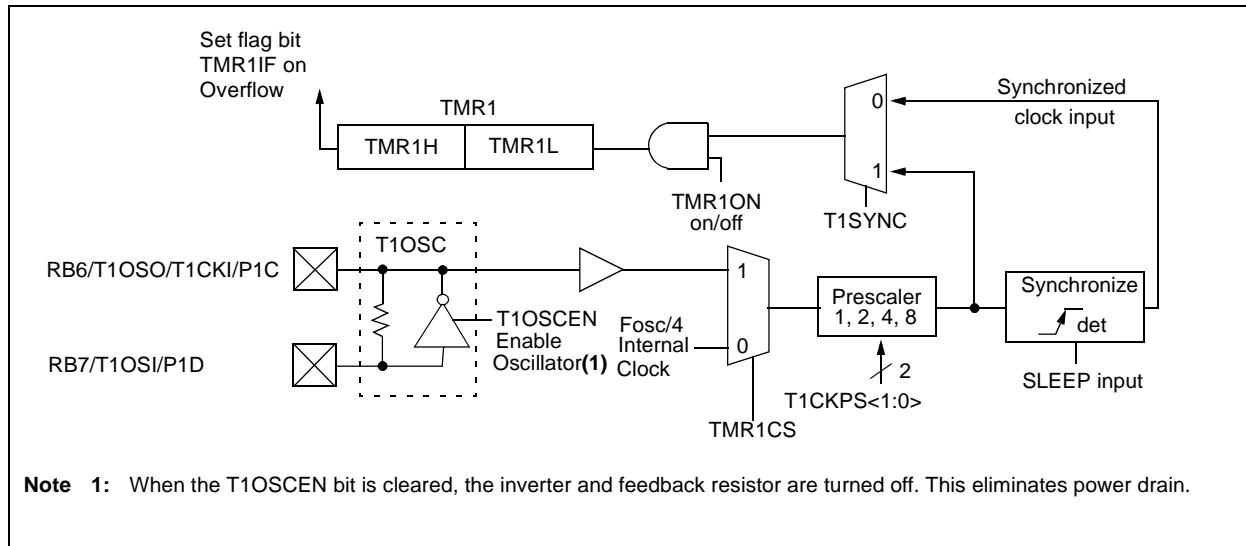 Set flag bit
TMR1IF on
Overflow
TMR1
TMR1H
TMR1L
TMR1ON
on/off
0
1
T1SYNC
Synchronized
clock input
RB6/T1OSO/T1CKI/P1C
T1OSC
RB7/T1OSI/P1D
T1OSCEN
Enable
Oscillator(1)
Fosc/4
Internal
Clock
1
0
TMR1CS
Prescaler
1, 2, 4, 8
2
T1CKPS<1:0>
Synchronize
det
SLEEP input
Note 1: When the T1OSCEN bit is cleared, the inverter and feedback resistor are turned off. This eliminates power drain.